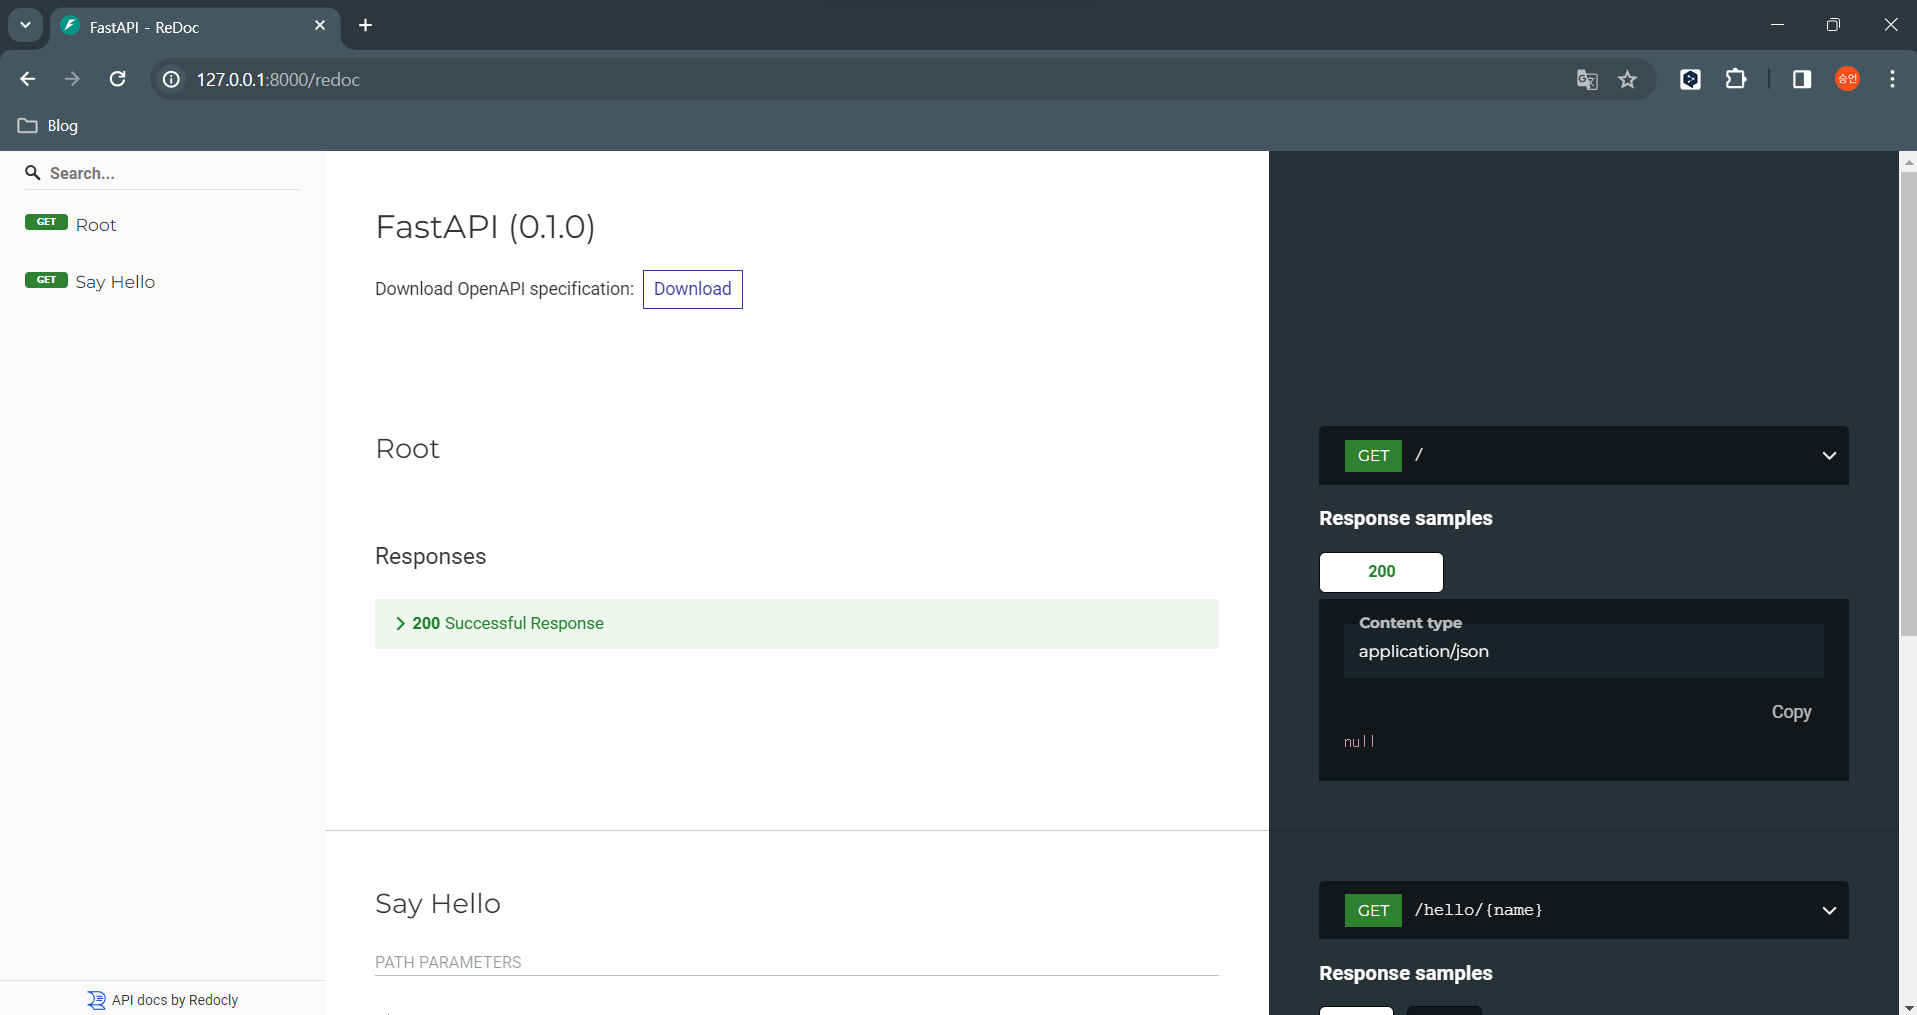 FastAPI - ReDoc
127.0.0.1:8000/redoc
승언
Blog
Search...
GET Root
GET Say Hello
API docs by Redocly
FastAPI (0.1.0)
Download OpenAPI specification: Download
Root
Responses
200 Successful Response
GET /
Response samples
200
Content type
application/json
Copy
null
Say Hello
PATH PARAMETERS
GET /hello/{name}
Response samples